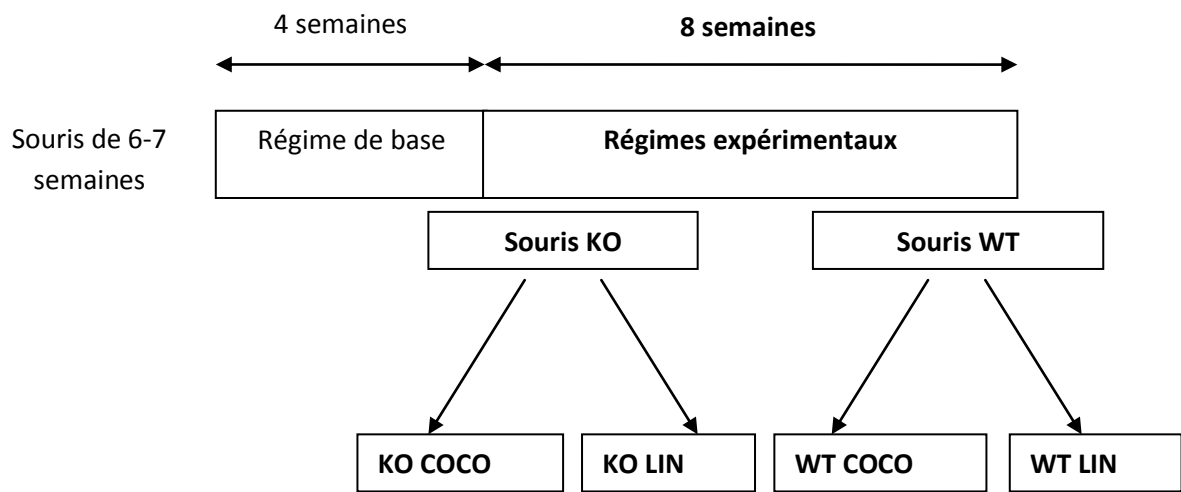 4 semaines
8 semaines
Souris de 6-7
semaines
Régime de base
Régimes expérimentaux
Souris KO
Souris WT
KO COCO
KO LIN
WT COCO
WT LIN